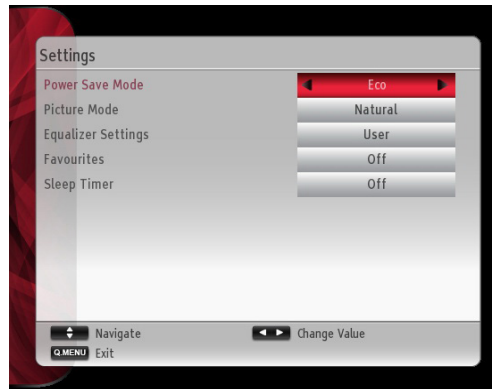 Settings
Power Save Mode Eco
Picture Mode Natural
Equalizer Settings User
Favourites Off
Sleep Timer Off
Navigate Change Value
Q.MENU Exit